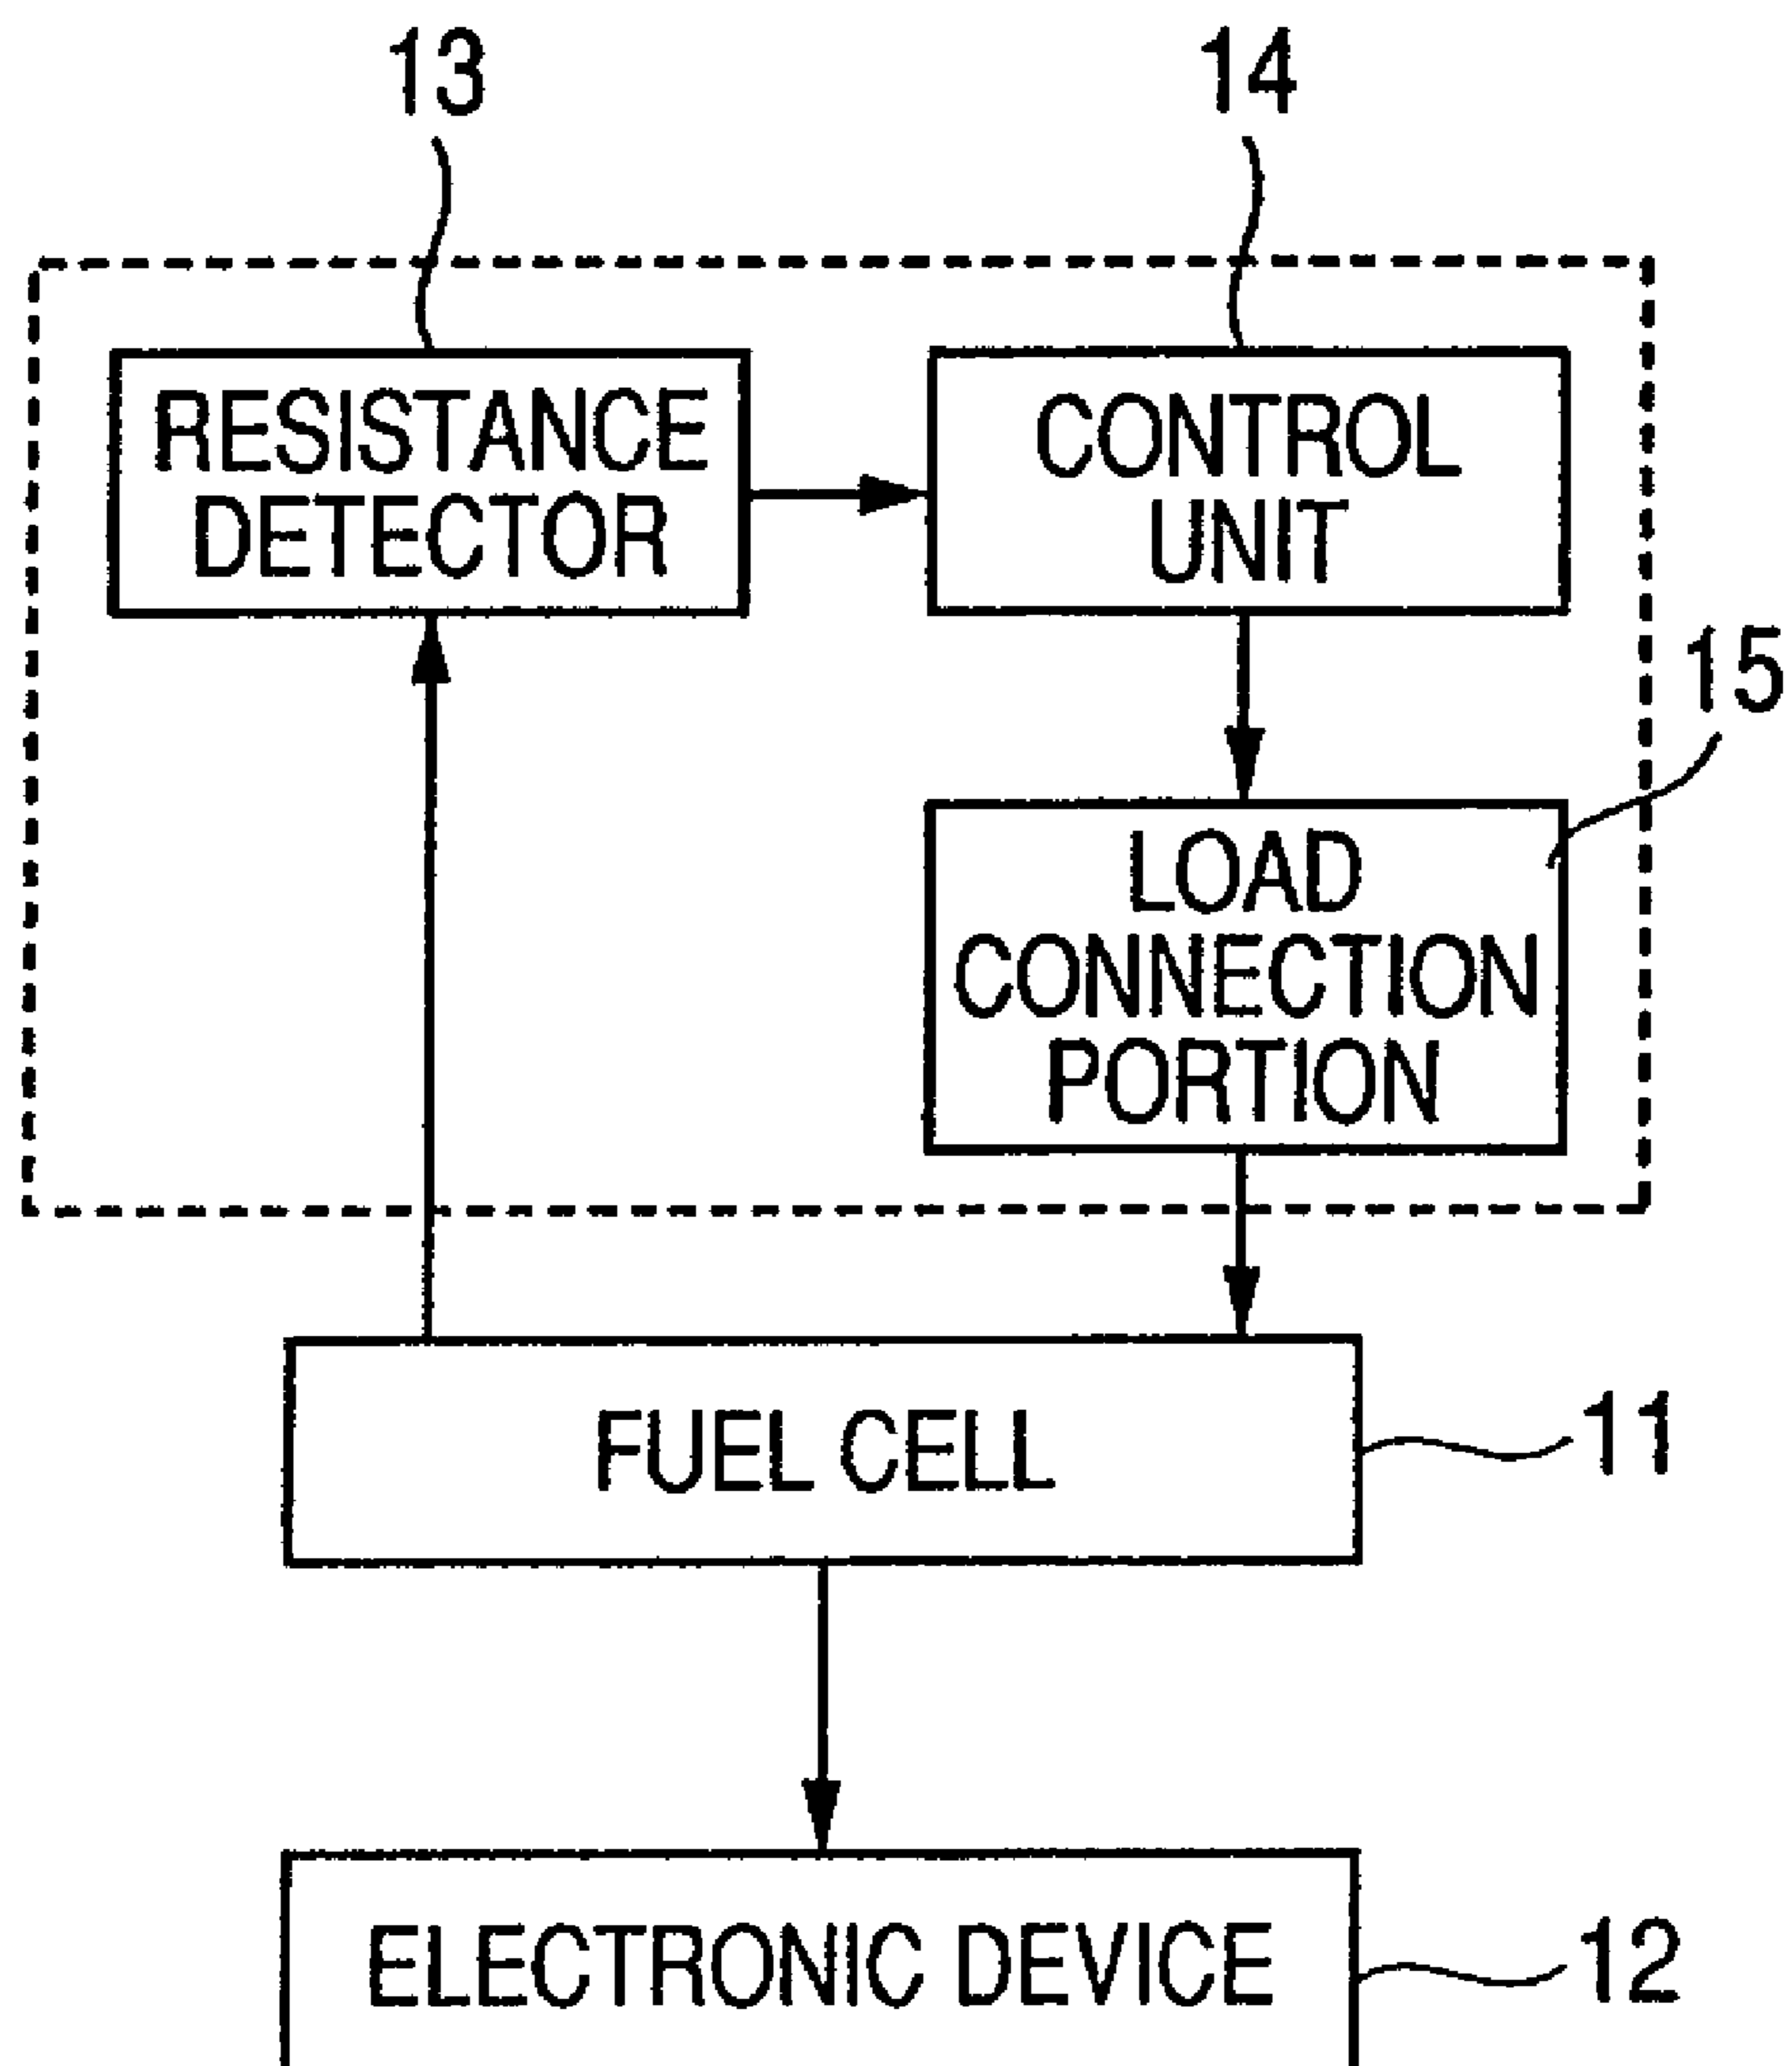 13
14
RESISTANCE
DETECTOR
CONTROL
UNIT
15
LOAD
CONNECTION
PORTION
FUEL CELL
11
ELECTRONIC DEVICE
12